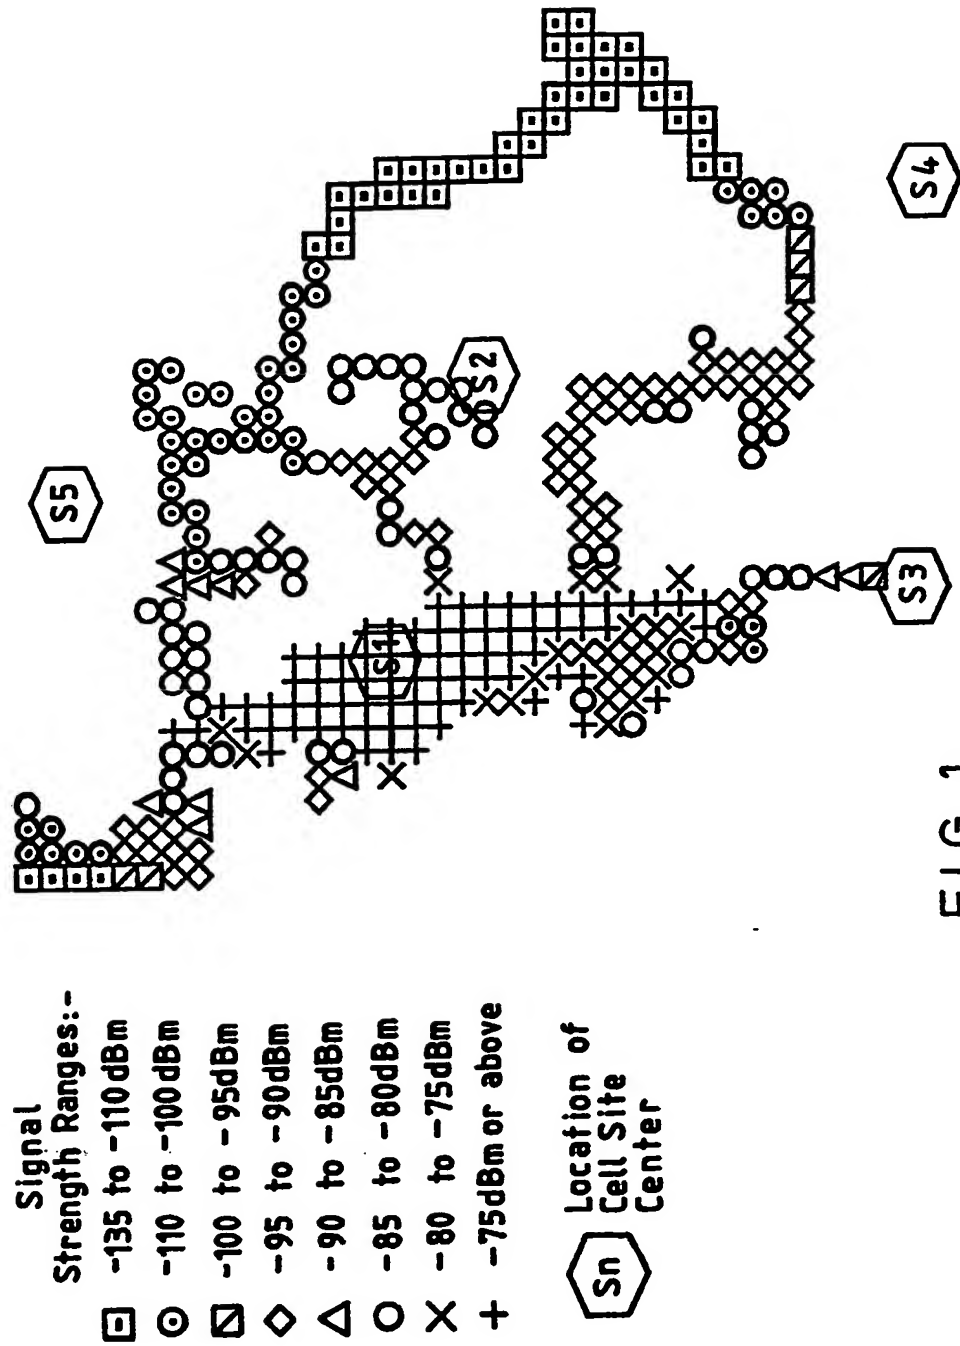 Signal
Strength Ranges:-
-135 to -110dBm
-110 to -100dBm
-100 to -95dBm
-95 to -90dBm
-90 to -85dBm
-85 to -80dBm
-80 to -75dBm
-75dBm or above
Sn
Location of
Cell Site
Center
S5
S1
S2
S3
S4
FIG. 1